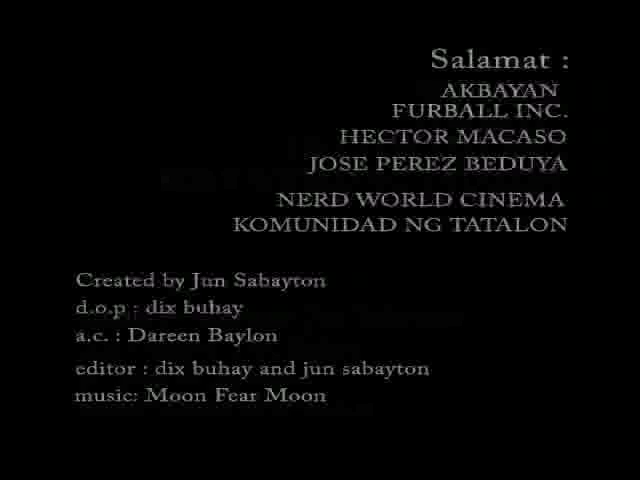 Salamat :
AKBAYAN
FURBALL INC.
HECTOR MACASO
JOSE PEREZ BEDUYA
NERD WORLD CINEMA
KOMUNIDAD NG TATALON
Created by Jun Sabayton
d.o.p : dix buhay
a.c. : Dareen Baylon
editor : dix buhay and jun sabayton
music: Moon Fear Moon